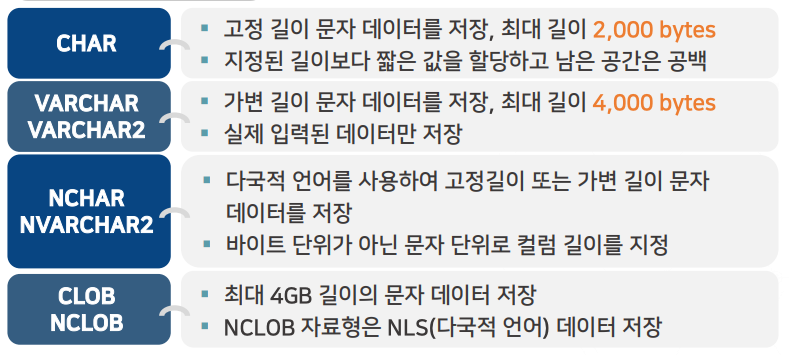 CHAR
▪ 고정 길이 문자 데이터를 저장, 최대 길이 2,000 bytes
▪ 지정된 길이보다 짧은 값을 할당하고 남은 공간은 공백
VARCHAR
VARCHAR2
▪ 가변 길이 문자 데이터를 저장, 최대 길이 4,000 bytes
▪ 실제 입력된 데이터만 저장
NCHAR
NVARCHAR2
▪ 다국적 언어를 사용하여 고정길이 또는 가변 길이 문자
데이터를 저장
▪ 바이트 단위가 아닌 문자 단위로 컬럼 길이를 지정
CLOB
NCLOB
▪ 최대 4GB 길이의 문자 데이터 저장
▪ NCLOB 자료형은 NLS(다국적 언어) 데이터 저장